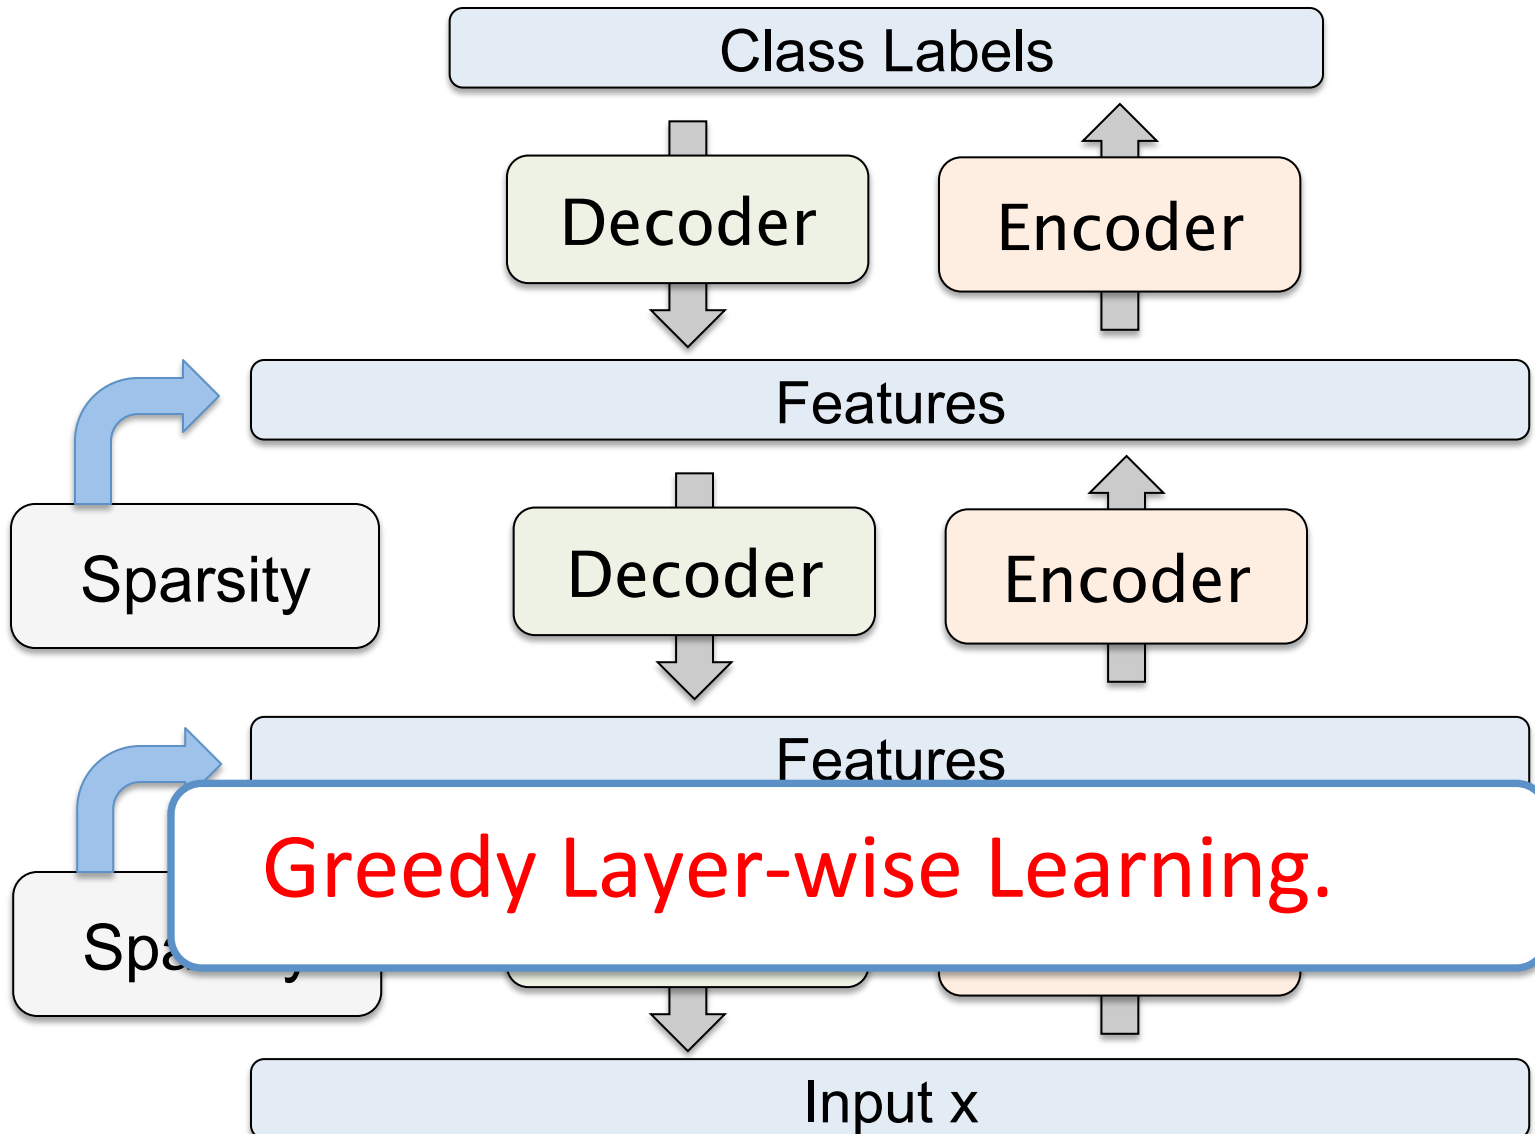 Class Labels
Decoder
Encoder
Features
Sparsity
Decoder
Encoder
Features
Greedy Layer-wise Learning.
Input x